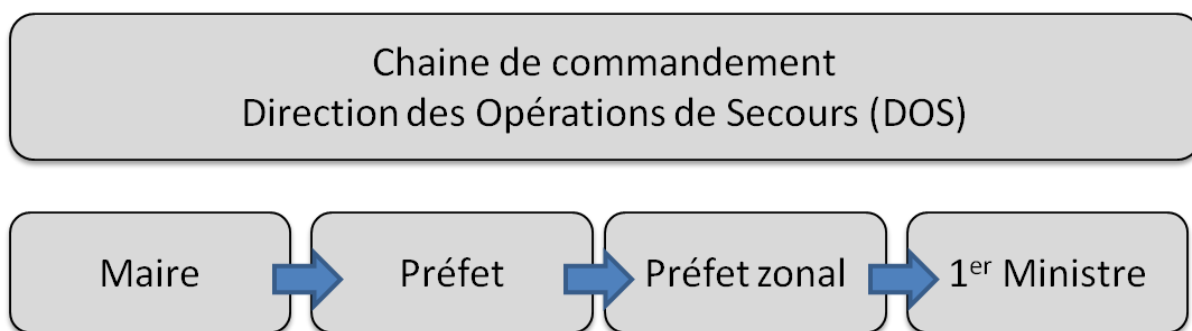 Chaine de commandement
Direction des Opérations de Secours (DOS)
Maire
Préfet
Préfet zonal
1er Ministre